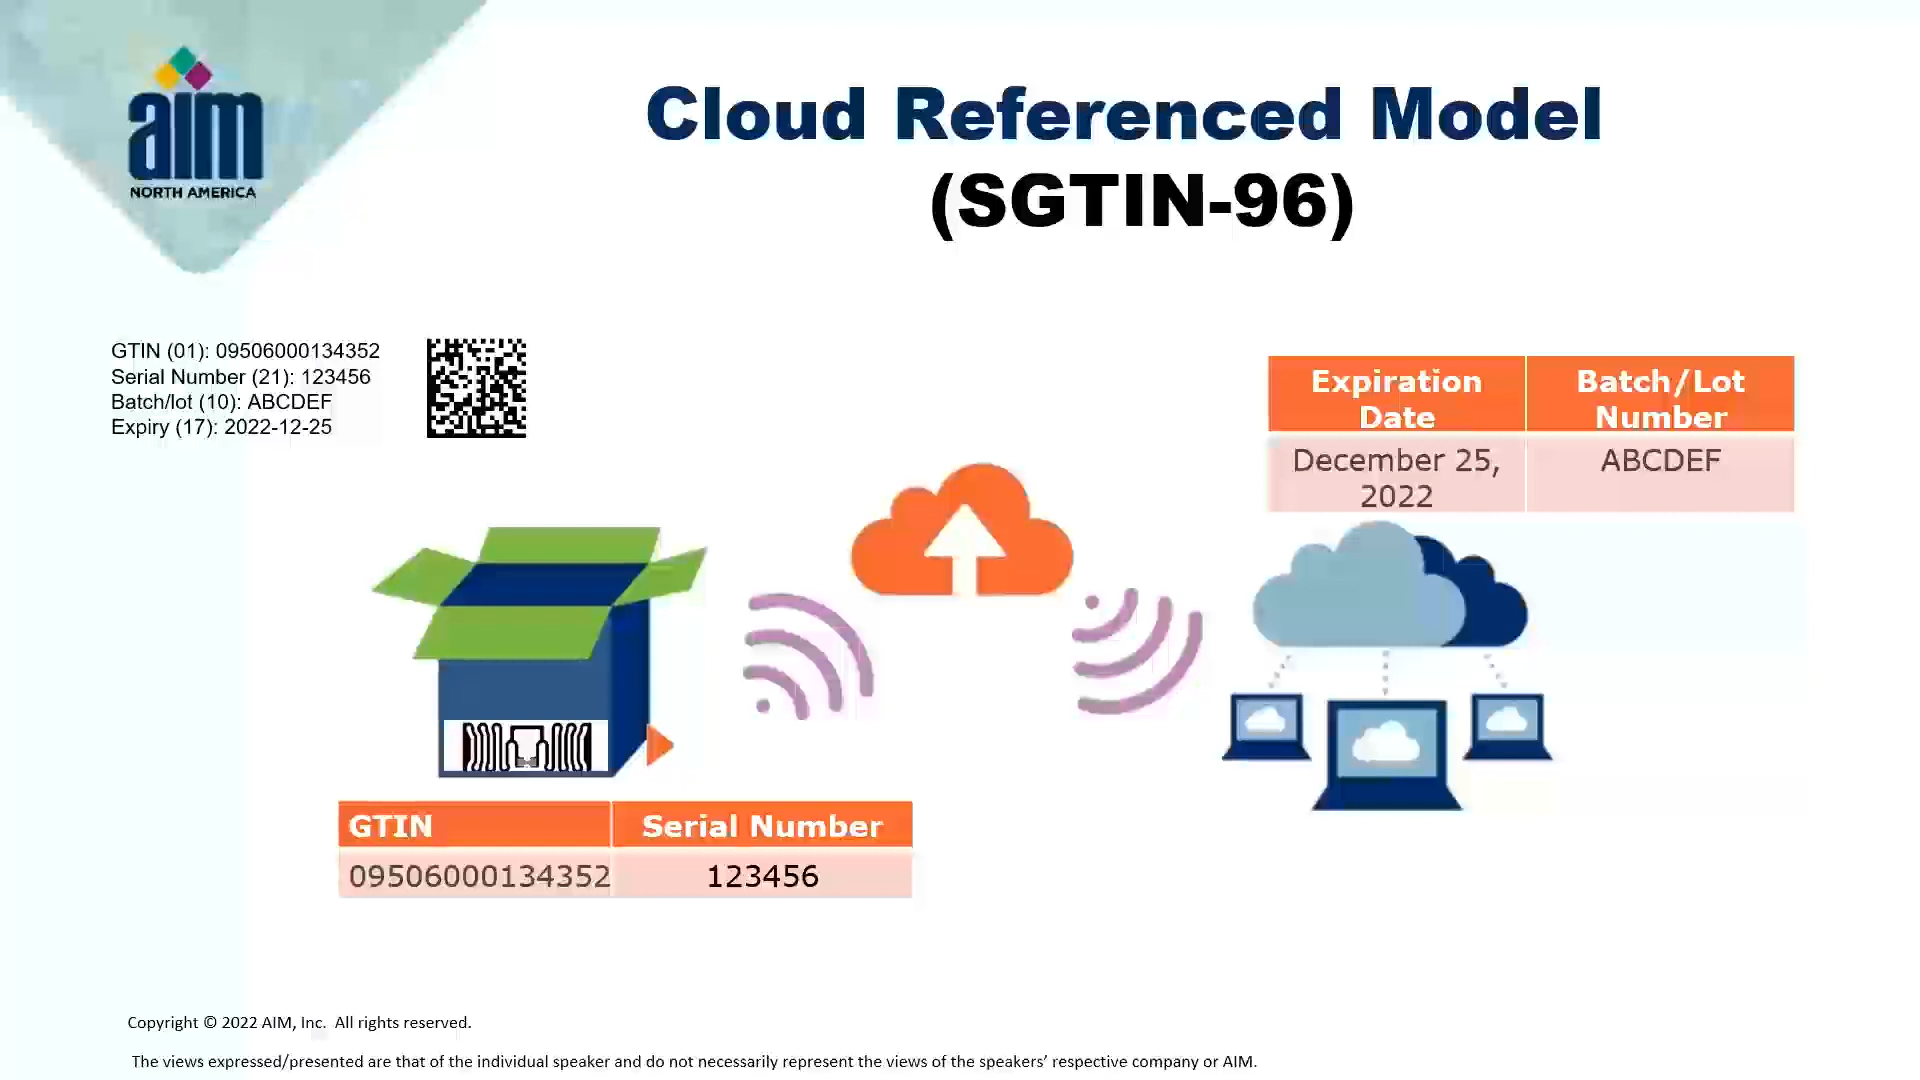 aim
NORTH AMERICA
Cloud Referenced Model
(SGTIN-96)
GTIN (01): 09506000134352
Serial Number (21): 123456
Batch/lot (10): ABCDEF
Expiry (17): 2022-12-25
Expiration
Date
Batch/Lot
Number
December 25,
2022
ABCDEF
GTIN
Serial Number
09506000134352
123456
Copyright © 2022 AIM, Inc.  All rights reserved.
The views expressed/presented are that of the individual speaker and do not necessarily represent the views of the speakers’ respective company or AIM.